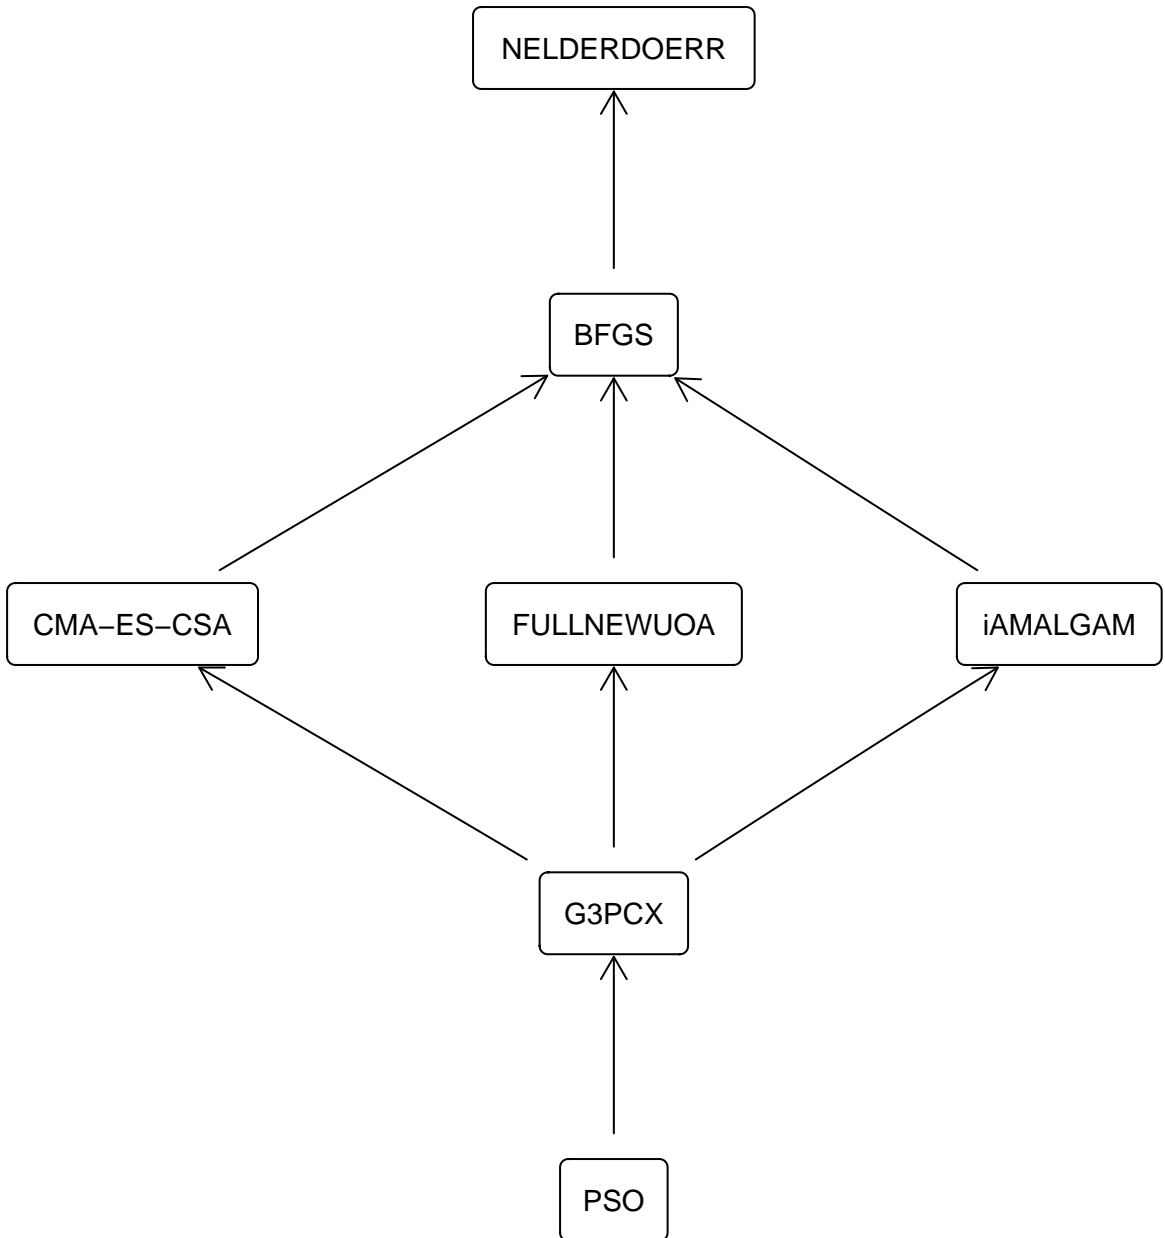 NELDERDOERR
BFGS
CMA−ES−CSA
FULLNEWUOA
iAMALGAM
G3PCX
PSO